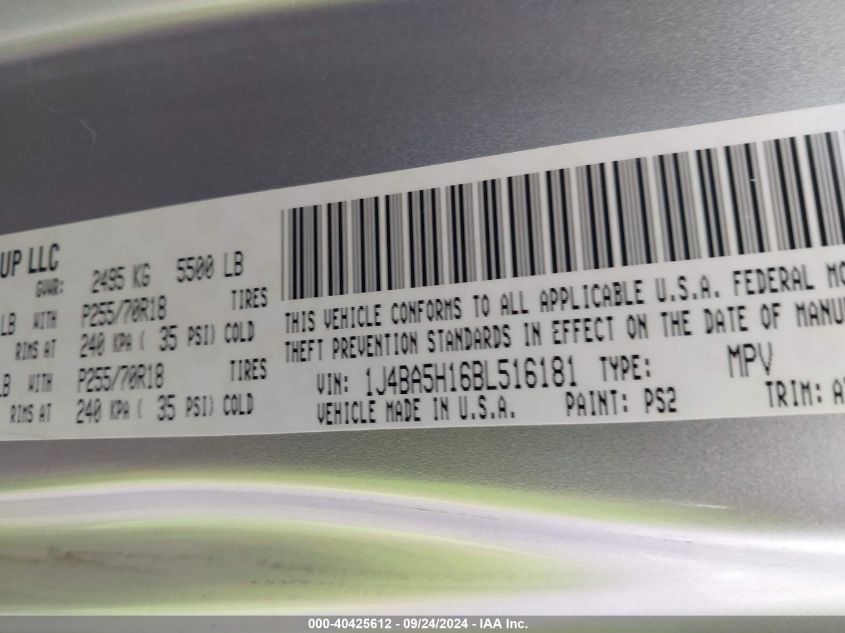 UP LLC
GVWR: 2495 KG 5500 LB
LB WITH P255/70R18 TIRES
RIMS AT 240 KPA ( 35 PSI) COLD
LB WITH P255/70R18 TIRES
RIMS AT 240 KPA ( 35 PSI) COLD
THIS VEHICLE CONFORMS TO ALL APPLICABLE U.S.A. FEDERAL MO
THEFT PREVENTION STANDARDS IN EFFECT ON THE DATE OF MANU
VIN: 1J4BA5H16BL516181 TYPE: MPV
VEHICLE MADE IN U.S.A. PAINT: PS2 TRIM: A
000-40425612 - 09/24/2024 - IAA Inc.